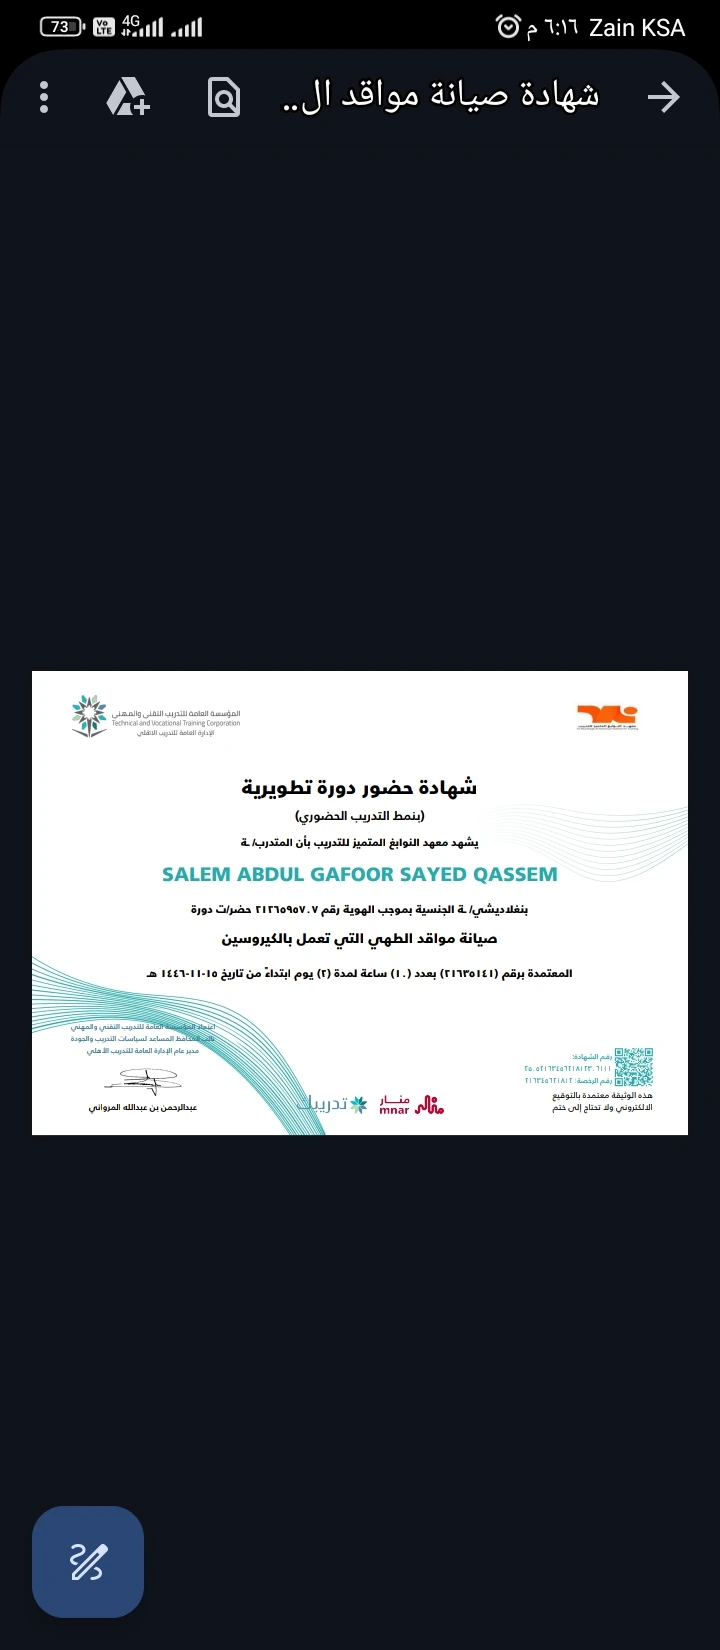 73
Vo LTE
4G
٦:١٦ م
Zain KSA
شهادة صيانة مواقد ال..
المؤسسة العامة للتدريب التقني والمهني
Technical and Vocational Training Corporation
الإدارة العامة للتدريب الأهلي
شهادة حضور دورة تطويرية
(بنمط التدريب الحضوري)
يشهد معهد النوابغ المتميز للتدريب بأن المتدرب/ـة
SALEM ABDUL GAFOOR SAYED QASSEM
بنغلاديشي/ـة الجنسية بموجب الهوية رقم ٢١٢٦٥٩٥٧٠٧ حضر/ت دورة
صيانة مواقد الطهي التي تعمل بالكيروسين
المعتمدة برقم (٢١٦٣٥١٤١) بعدد (١٠) ساعة لمدة (٢) يوم ابتداءً من تاريخ ١٥-١١-١٤٤٦ هـ
اعتماد المؤسسة العامة للتدريب التقني والمهني
نائب المحافظ المساعد لسياسات التدريب والجودة
مدير عام الإدارة العامة للتدريب الأهلي
عبدالرحمن بن عبدالله المرواني
تدريبك
منار
mnar
رقم الشهادة:
٢٥٠٥٢١٦٣٤٥٦٢١٨١٢٣٠٦١١١
رقم الرخصة: ٢١٦٣٤٥٦٢١٨١٢
هذه الوثيقة معتمدة بالتوقيع
الالكتروني ولا تحتاج إلى ختم